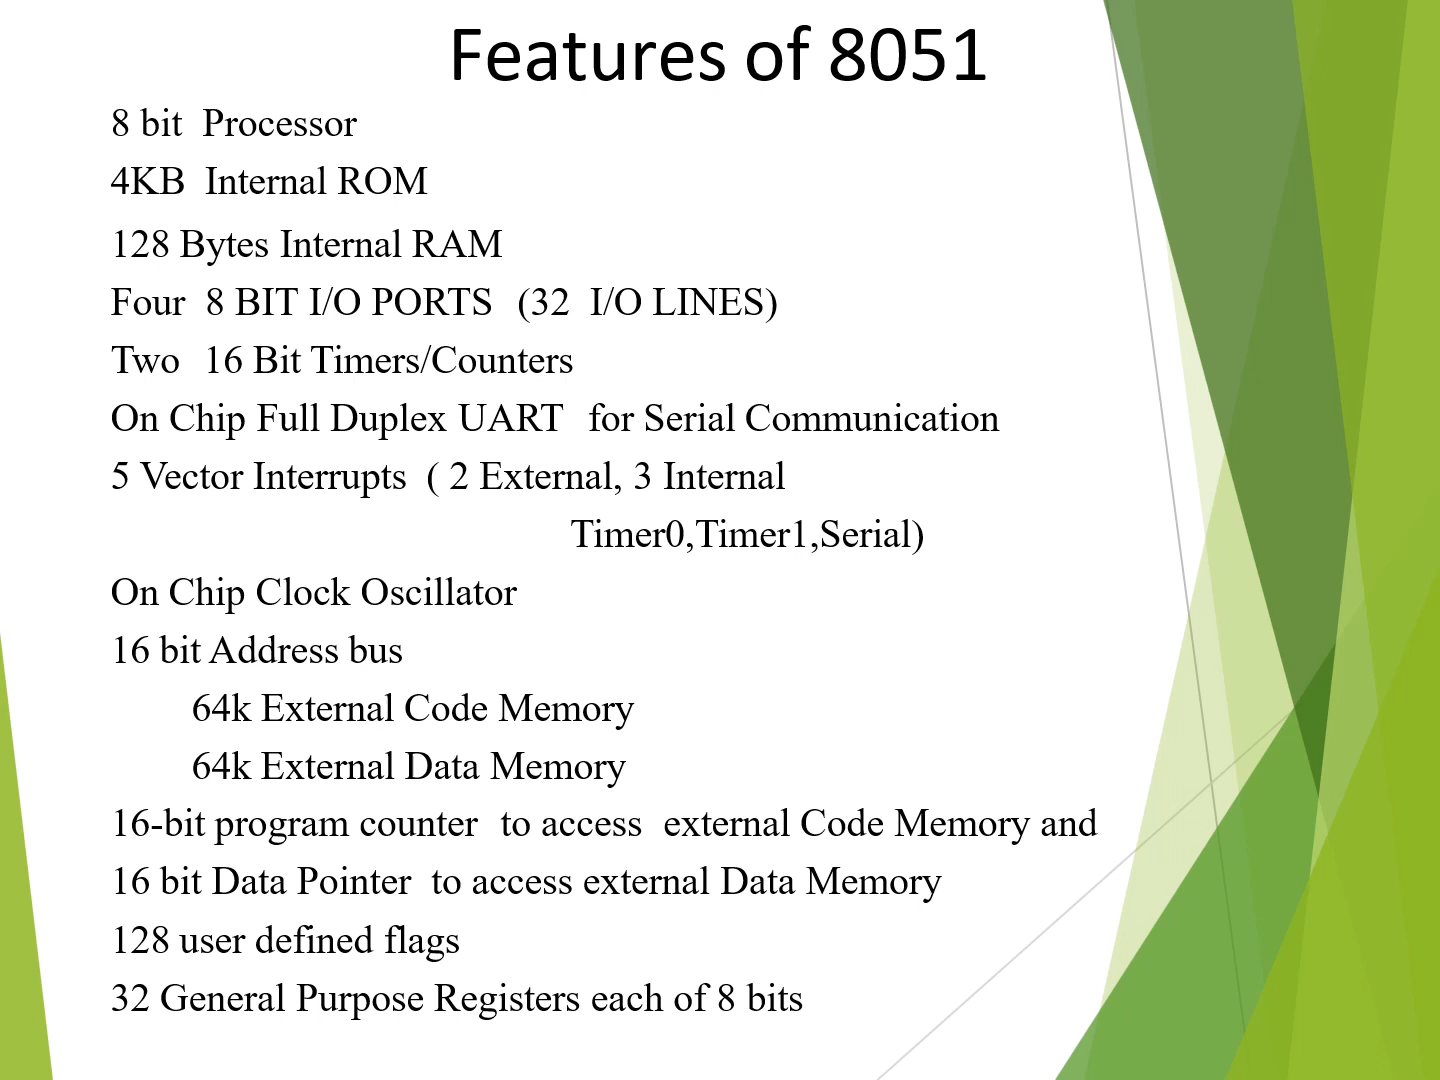 Features of 8051
8 bit Processor
4KB Internal ROM
128 Bytes Internal RAM
Four 8 BIT I/O PORTS (32 I/O LINES)
Two 16 Bit Timers/Counters
On Chip Full Duplex UART for Serial Communication
5 Vector Interrupts ( 2 External, 3 Internal
Timer0,Timer1,Serial)
On Chip Clock Oscillator
16 bit Address bus
64k External Code Memory
64k External Data Memory
16-bit program counter to access external Code Memory and
16 bit Data Pointer to access external Data Memory
128 user defined flags
32 General Purpose Registers each of 8 bits